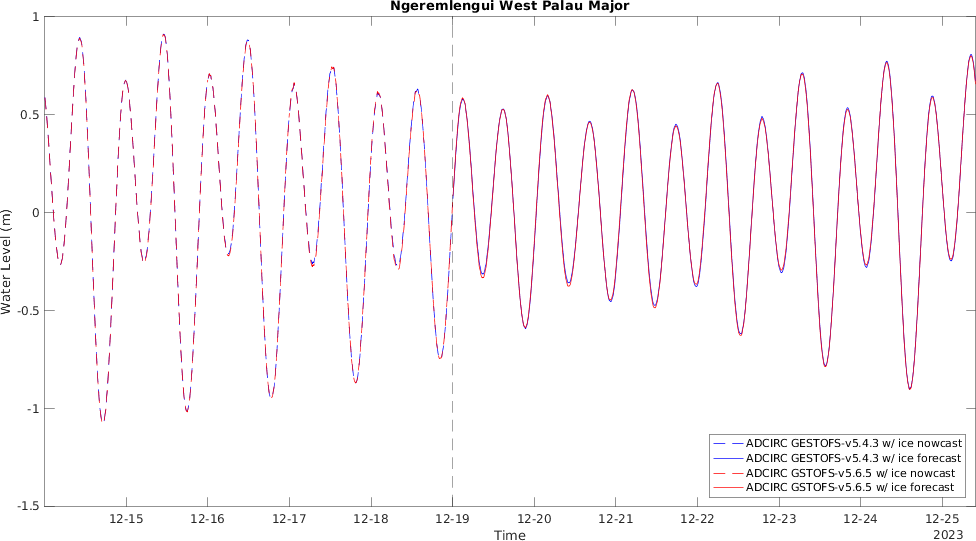 Ngeremlengui West Palau Major
1
0.5
0
-0.5
-1
-1.5
Water Level (m)
12-15
12-16
12-17
12-18
12-19
12-20
12-21
12-22
12-23
12-24
12-25
2023
Time
ADCIRC GESTOFS-v5.4.3 w/ ice nowcast
ADCIRC GESTOFS-v5.4.3 w/ ice forecast
ADCIRC GSTOFS-v5.6.5 w/ ice nowcast
ADCIRC GSTOFS-v5.6.5 w/ ice forecast